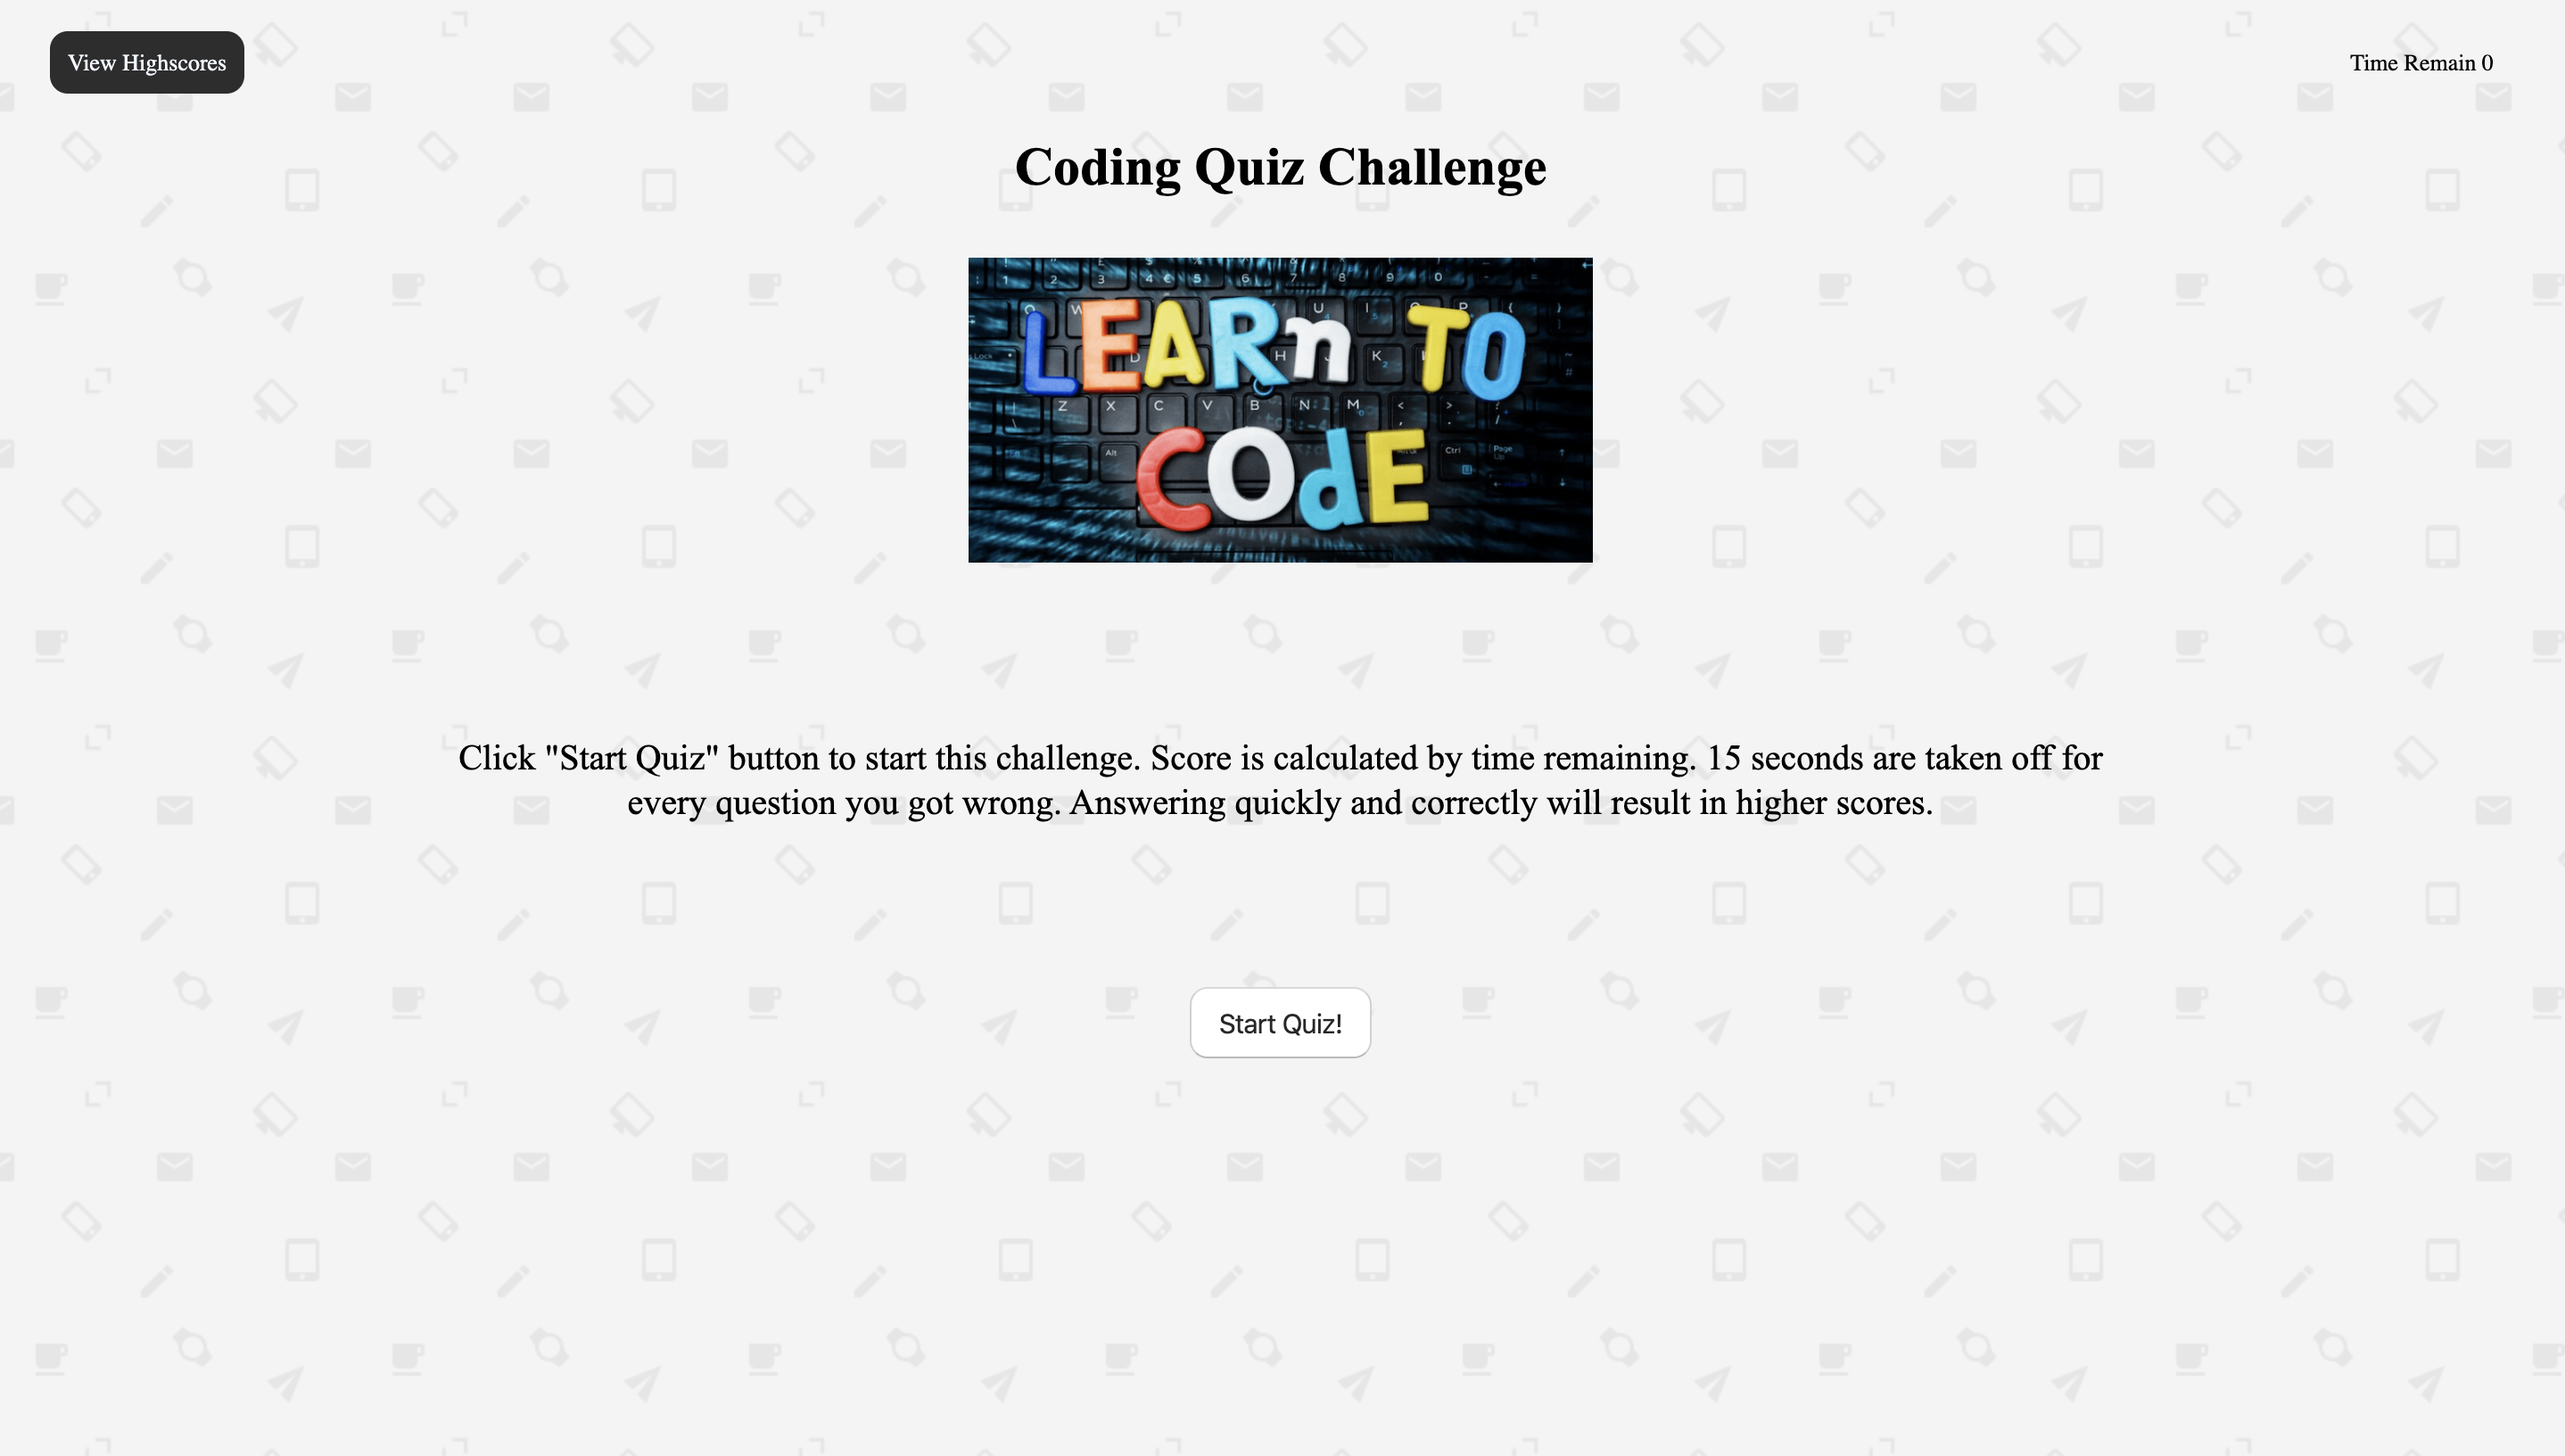 View Highscores
Time Remain 0
Coding Quiz Challenge
LEARn TO
COdE
Click "Start Quiz" button to start this challenge. Score is calculated by time remaining. 15 seconds are taken off for
every question you got wrong. Answering quickly and correctly will result in higher scores.
Start Quiz!